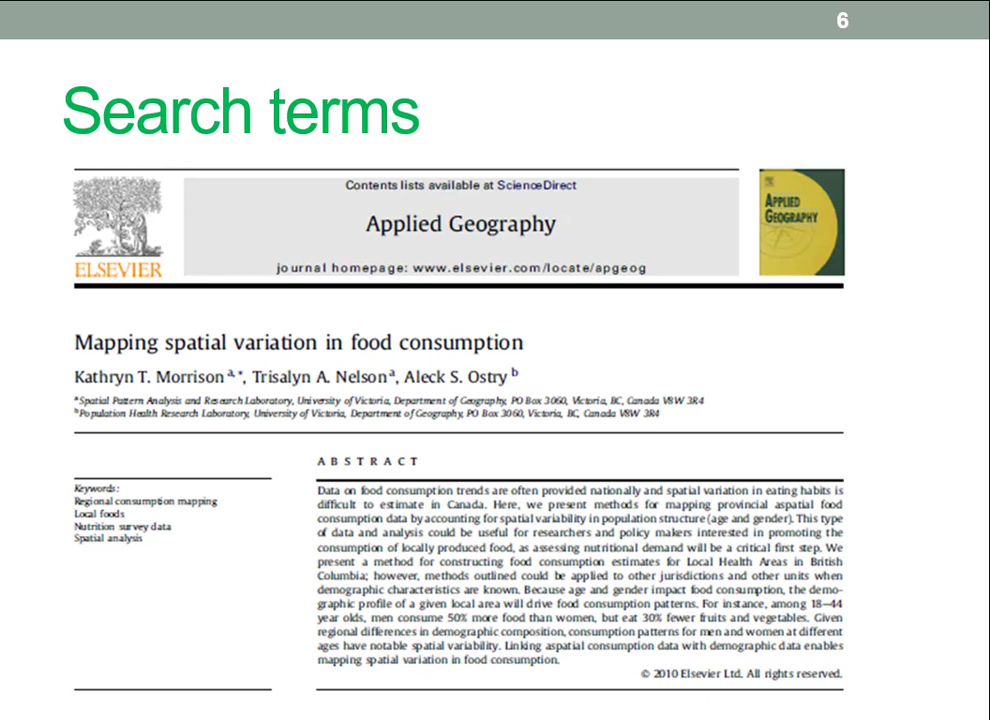 6
Search terms
Contents lists available at ScienceDirect
Applied Geography
journal homepage: www.elsevier.com/locate/apgeog
ELSEVIER
APPLIED
GEOGRAPHY
Mapping spatial variation in food consumption
Kathryn T. Morrison a,*, Trisalyn A. Nelson a, Aleck S. Ostry b
a Spatial Pattern Analysis and Research Laboratory, University of Victoria, Department of Geography, PO Box 3060, Victoria, BC, Canada V8W 3R4
b Population Health Research Laboratory, University of Victoria, Department of Geography, PO Box 3060, Victoria, BC, Canada V8W 3R4
Keywords:
Regional consumption mapping
Local foods
Nutrition survey data
Spatial analysis
ABSTRACT
Data on food consumption trends are often provided nationally and spatial variation in eating habits is
difficult to estimate in Canada. Here, we present methods for mapping provincial aspatial food
consumption data by accounting for spatial variability in population structure (age and gender). This type
of data and analysis could be useful for researchers and policy makers interested in promoting the
consumption of locally produced food, as assessing nutritional demand will be a critical first step. We
present a method for constructing food consumption estimates for Local Health Areas in British
Columbia; however, methods outlined could be applied to other jurisdictions and other units when
demographic characteristics are known. Because age and gender impact food consumption, the demo-
graphic profile of a given local area will drive food consumption patterns. For instance, among 18–44
year olds, men consume 50% more food than women, but eat 30% fewer fruits and vegetables. Given
regional differences in demographic composition, consumption patterns for men and women at different
ages have notable spatial variability. Linking aspatial consumption data with demographic data enables
mapping spatial variation in food consumption.
© 2010 Elsevier Ltd. All rights reserved.